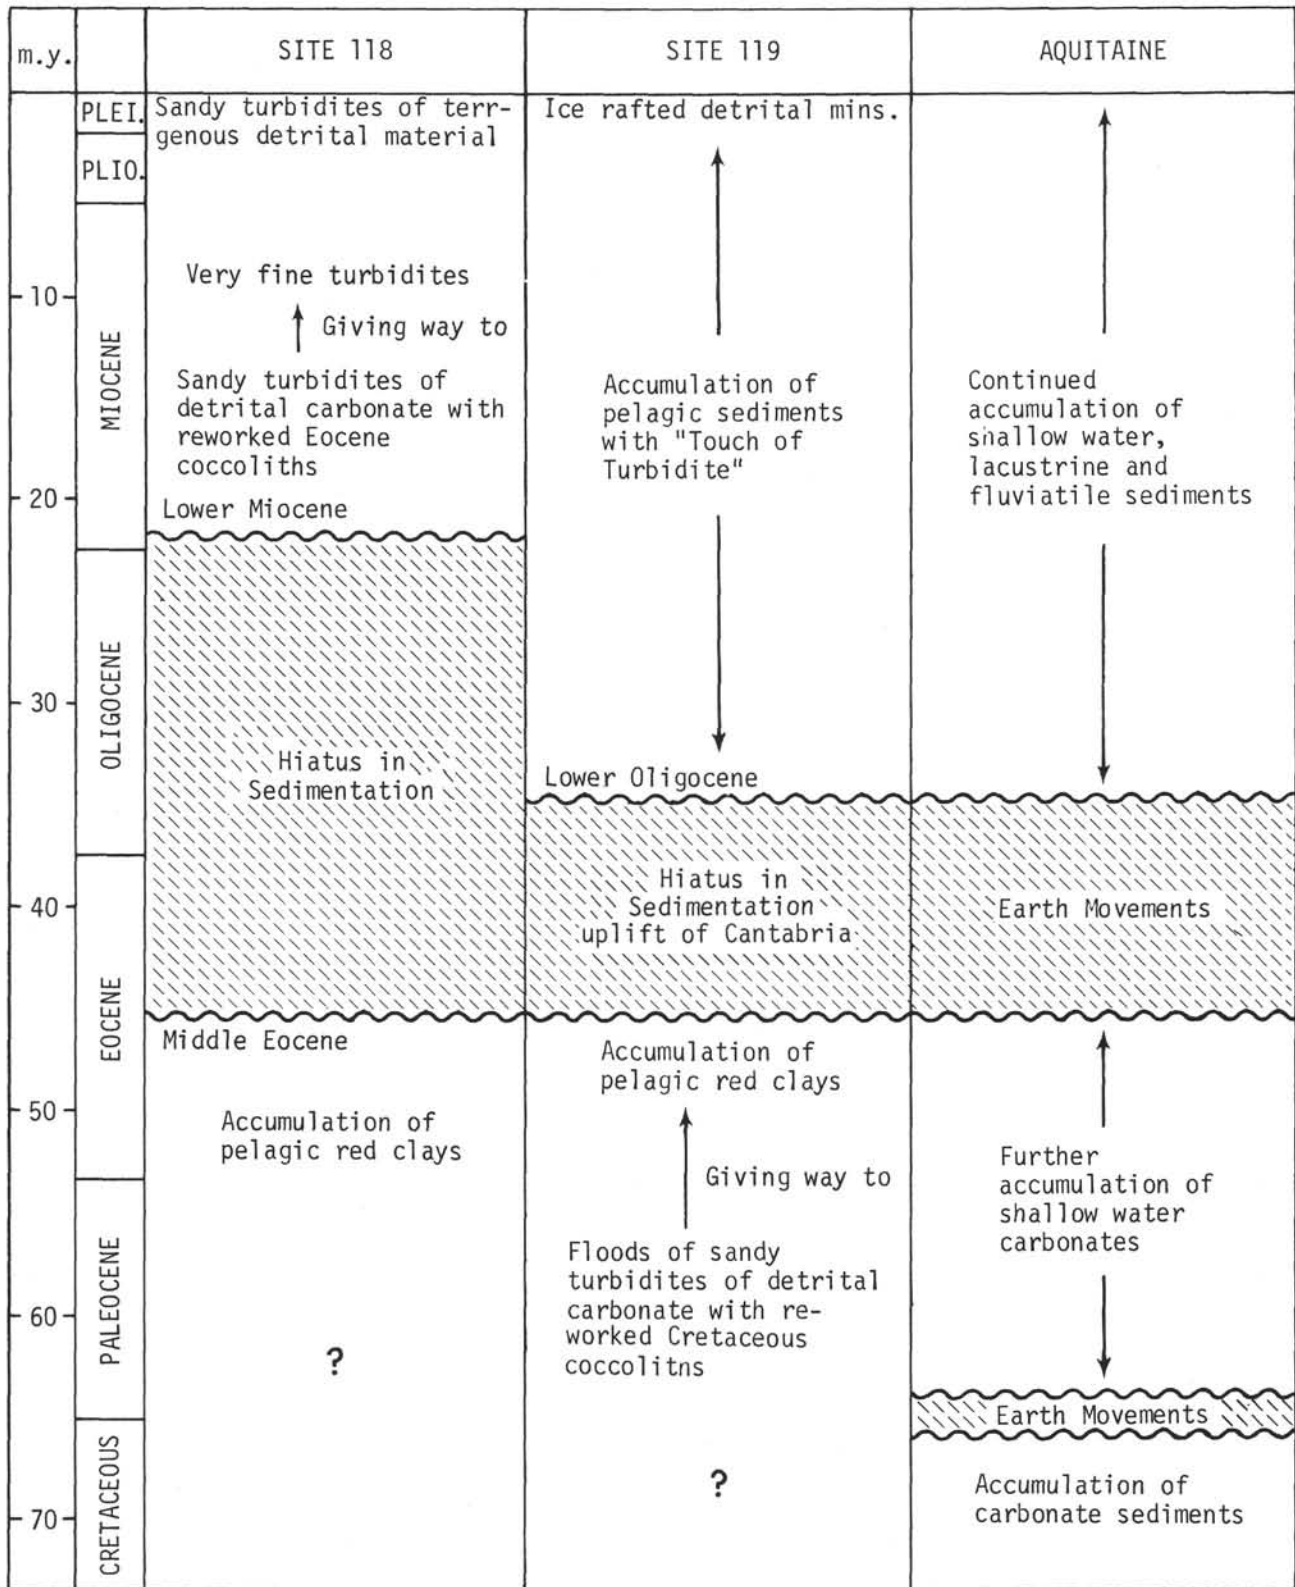 m.y.
SITE 118
SITE 119
AQUITAINE
PLEI.
PLIO.
MIOCENE
OLIGOCENE
EOCENE
PALEOCENE
CRETACEOUS
10
20
30
40
50
60
70
Sandy turbidites of terr-
genous detrital material
Very fine turbidites
Giving way to
Sandy turbidites of
detrital carbonate with
reworked Eocene
coccoliths
Lower Miocene
Hiatus in
Sedimentation
Middle Eocene
Accumulation of
pelagic red clays
?
Ice rafted detrital mins.
Accumulation of
pelagic sediments
with "Touch of
Turbidite"
Lower Oligocene
Hiatus in
Sedimentation
uplift of Cantabria
Accumulation of
pelagic red clays
Giving way to
Floods of sandy
turbidites of detrital
carbonate with re-
worked Cretaceous
coccolitns
?
Continued
accumulation of
shallow water,
lacustrine and
fluviatile sediments
Earth Movements
Further
accumulation of
shallow water
carbonates
Earth Movements
Accumulation of
carbonate sediments